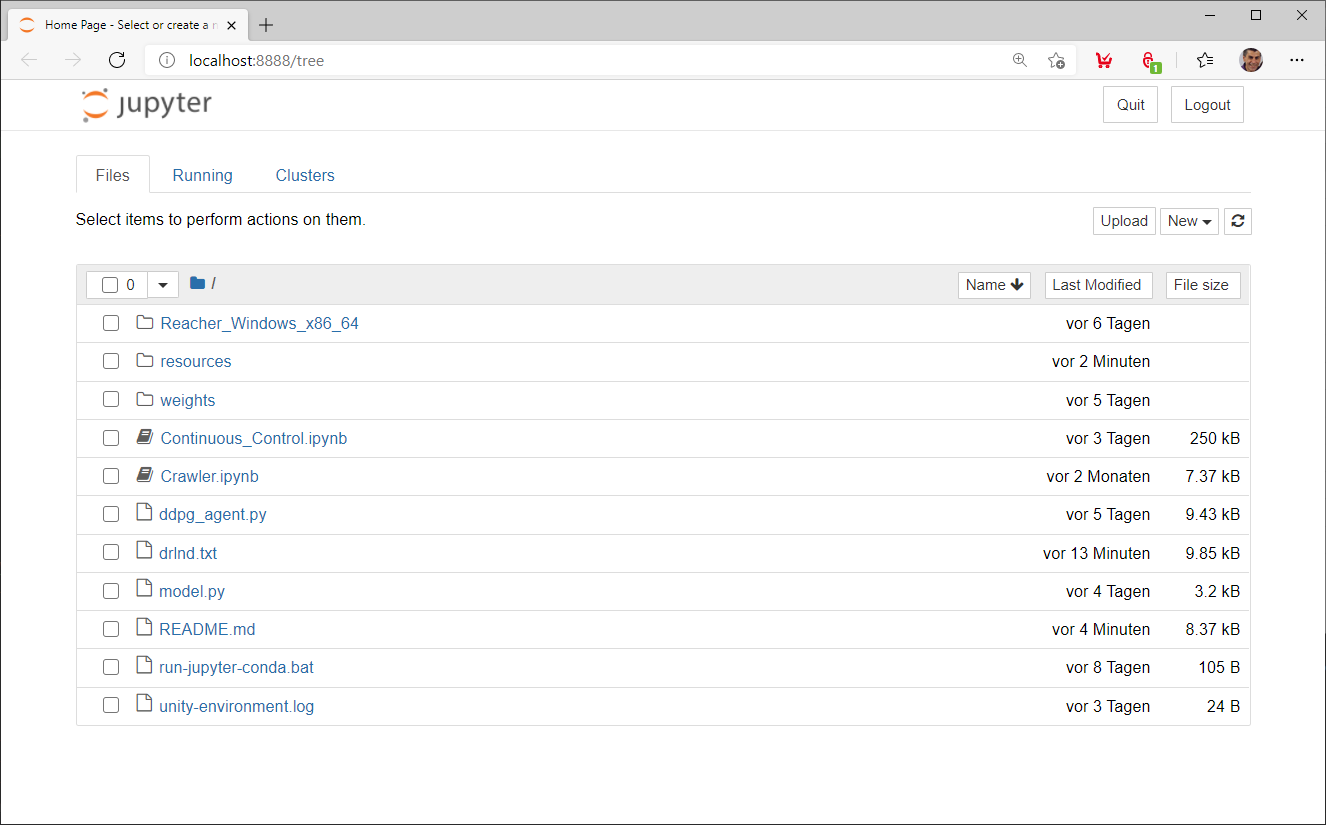 Home Page - Select or create a
localhost:8888/tree
jupyter
Quit
Logout
Files
Running
Clusters
Select items to perform actions on them.
Upload
New
0
/
Name
Last Modified
File size
Reacher_Windows_x86_64 vor 6 Tagen
resources vor 2 Minuten
weights vor 5 Tagen
Continuous_Control.ipynb vor 3 Tagen 250 kB
Crawler.ipynb vor 2 Monaten 7.37 kB
ddpg_agent.py vor 5 Tagen 9.43 kB
drlnd.txt vor 13 Minuten 9.85 kB
model.py vor 4 Tagen 3.2 kB
README.md vor 4 Minuten 8.37 kB
run-jupyter-conda.bat vor 8 Tagen 105 B
unity-environment.log vor 3 Tagen 24 B
1